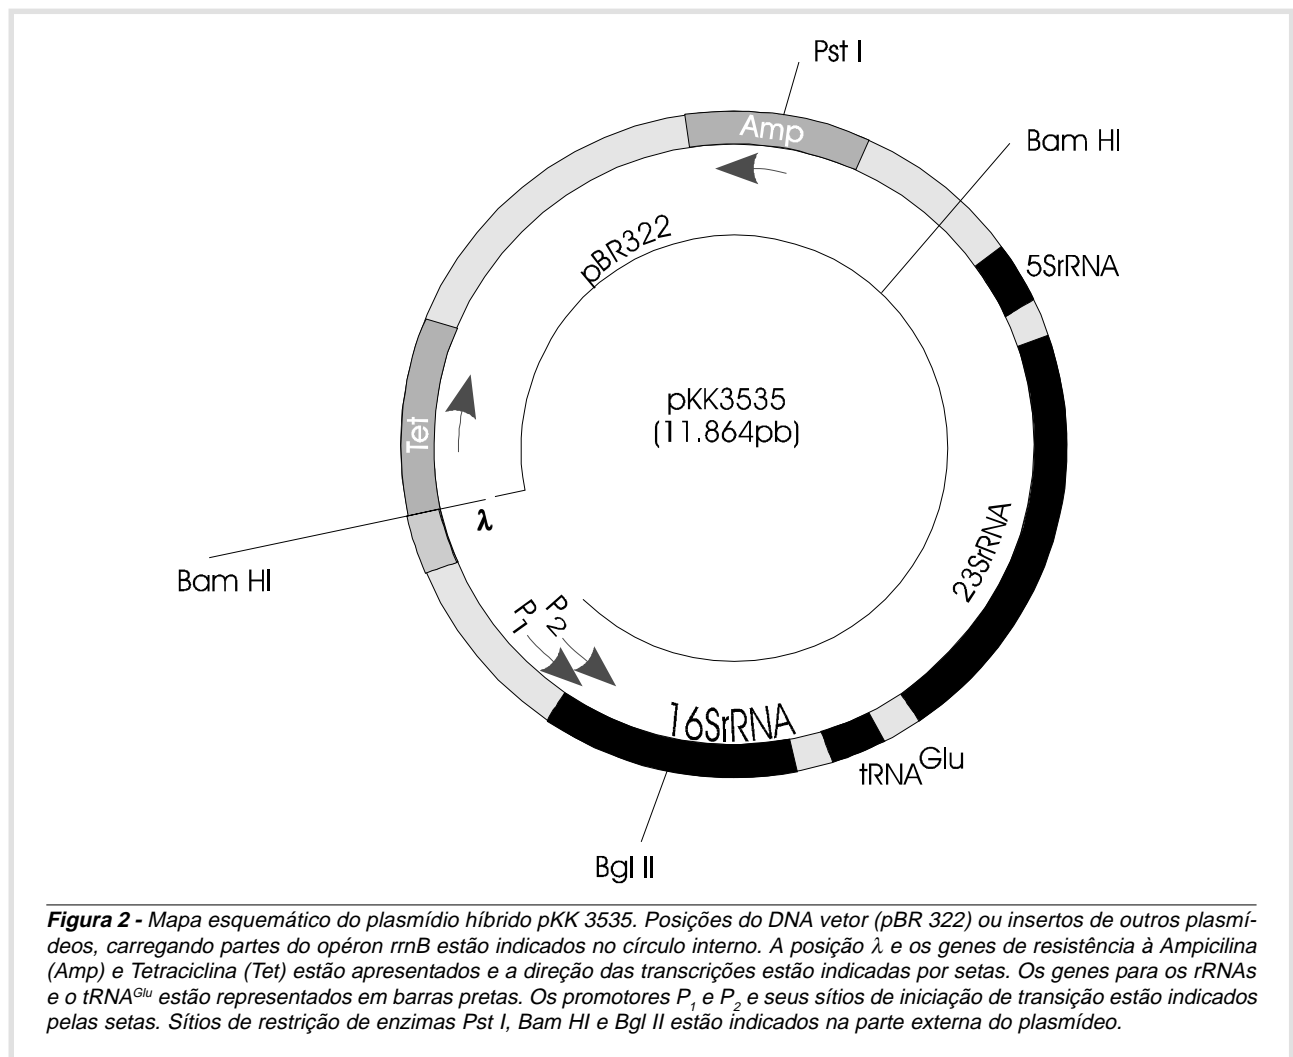 Pst I
Amp
Bam HI
pBR322
5SrRNA
pKK3535
(11.864pb)
Tet
λ
23SrRNA
Bam HI
P1
P2
16SrRNA
tRNAGlu
Bgl II
Figura 2 - Mapa esquemático do plasmídio híbrido pKK 3535. Posições do DNA vetor (pBR 322) ou insertos de outros plasmí-
deos, carregando partes do opéron rrnB estão indicados no círculo interno. A posição λ e os genes de resistência à Ampicilina
(Amp) e Tetraciclina (Tet) estão apresentados e a direção das transcrições estão indicadas por setas. Os genes para os rRNAs
e o tRNAGlu estão representados em barras pretas. Os promotores P1 e P2 e seus sítios de iniciação de transição estão indicados
pelas setas. Sítios de restrição de enzimas Pst I, Bam HI e Bgl II estão indicados na parte externa do plasmídeo.